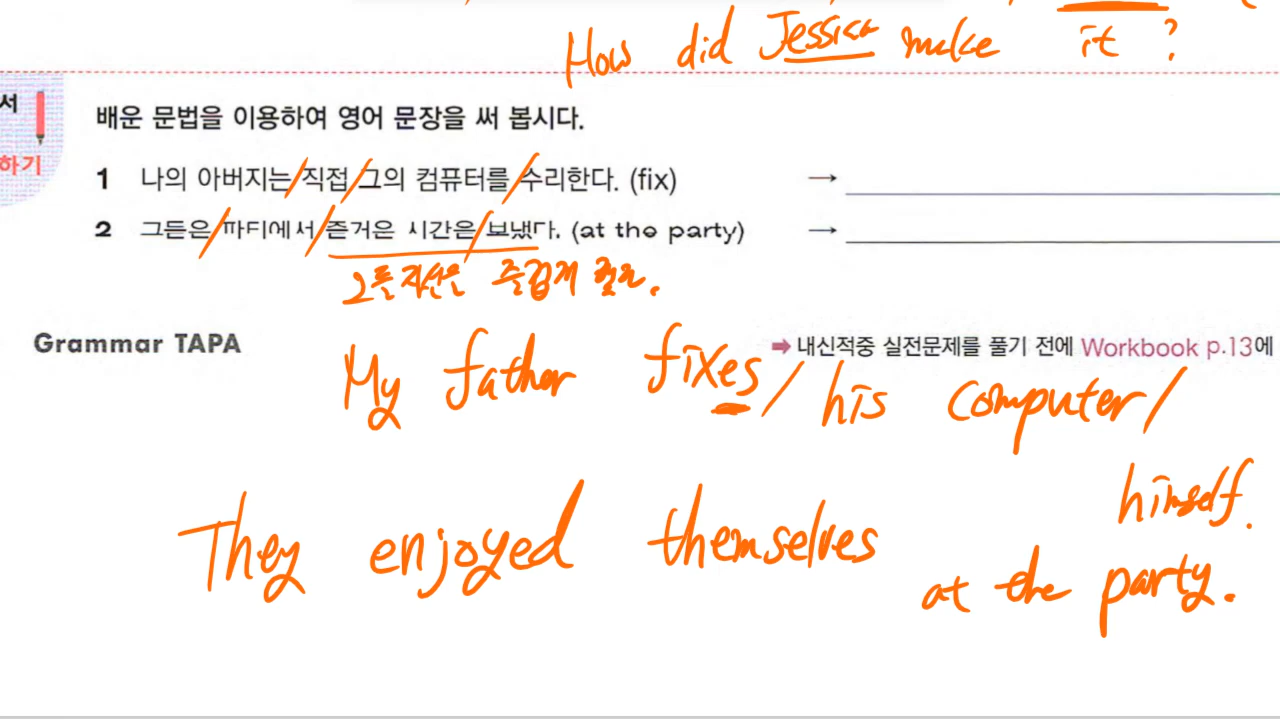 How did Jessica make it ?
서
하기
배운 문법을 이용하여 영어 문장을 써 봅시다.
1 나의 아버지는/직접/그의 컴퓨터를/수리한다. (fix) →
2 그들은/파티에서/즐거운 시간을/보냈다. (at the party) →
그들 자신을 즐겁게
Grammar TAPA
➡ 내신적중 실전문제를 풀기 전에 Workbook p.13에
My father fixes / his computer /
himself.
They enjoyed themselves
at the party.